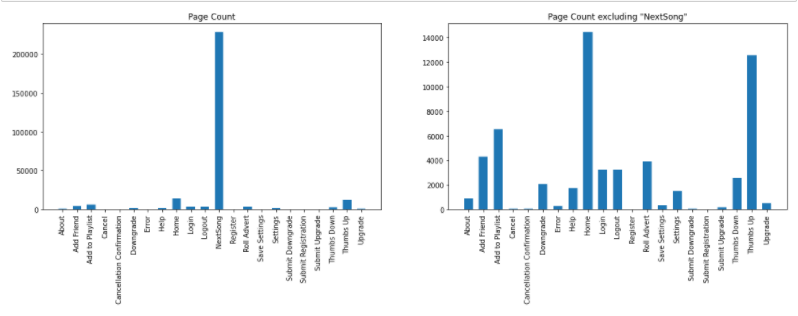 Page Count
200000
150000
100000
50000
0
About
Add Friend
Add to Playlist
Cancel
Cancellation Confirmation
Downgrade
Error
Help
Home
Login
Logout
NextSong
Register
Roll Advert
Save Settings
Settings
Submit Downgrade
Submit Registration
Submit Upgrade
Thumbs Down
Thumbs Up
Upgrade
Page Count excluding "NextSong"
14000
12000
10000
8000
6000
4000
2000
0
About
Add Friend
Add to Playlist
Cancel
Cancellation Confirmation
Downgrade
Error
Help
Home
Login
Logout
Register
Roll Advert
Save Settings
Settings
Submit Downgrade
Submit Registration
Submit Upgrade
Thumbs Down
Thumbs Up
Upgrade